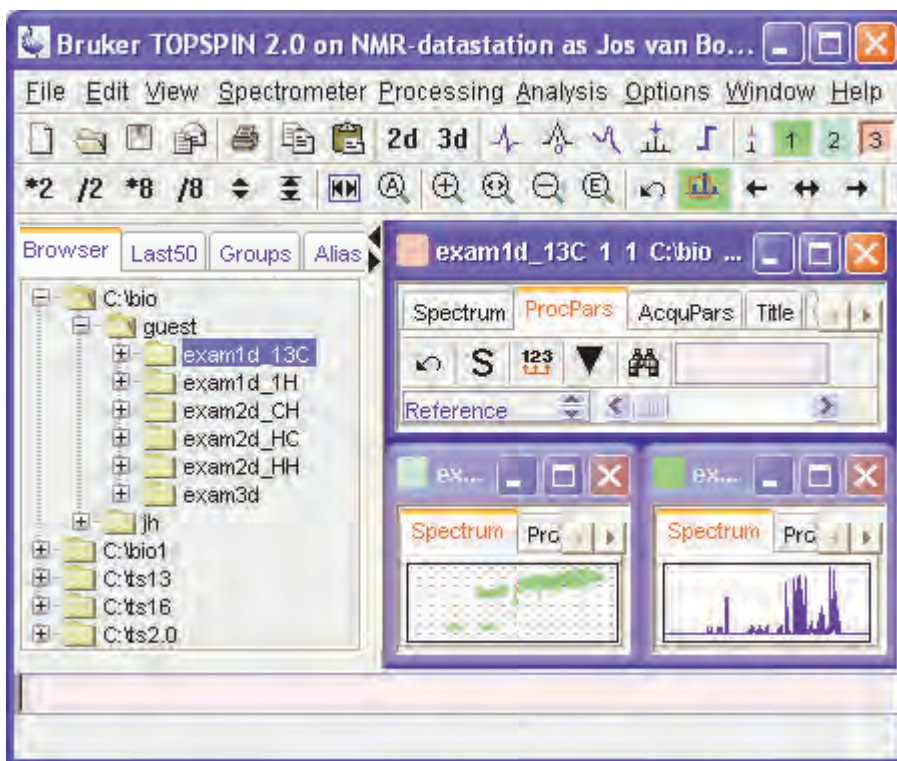 Bruker TOPSPIN 2.0 on NMR-datastation as Jos van Bo...
File Edit View Spectrometer Processing Analysis Options Window Help
2d 3d 1 2 3
*2 /2 *8 /8 A E
Browser Last50 Groups Alias
C:\bio
guest
exam1d_13C
exam1d_1H
exam2d_CH
exam2d_HC
exam2d_HH
exam3d
jh
C:\bio1
C:\ts13
C:\ts16
C:\ts2.0
exam1d_13C 1 1 C:\bio ...
Spectrum ProcPars AcquPars Title
S 123
Reference
ex...
Spectrum Proc
ex...
Spectrum Proc